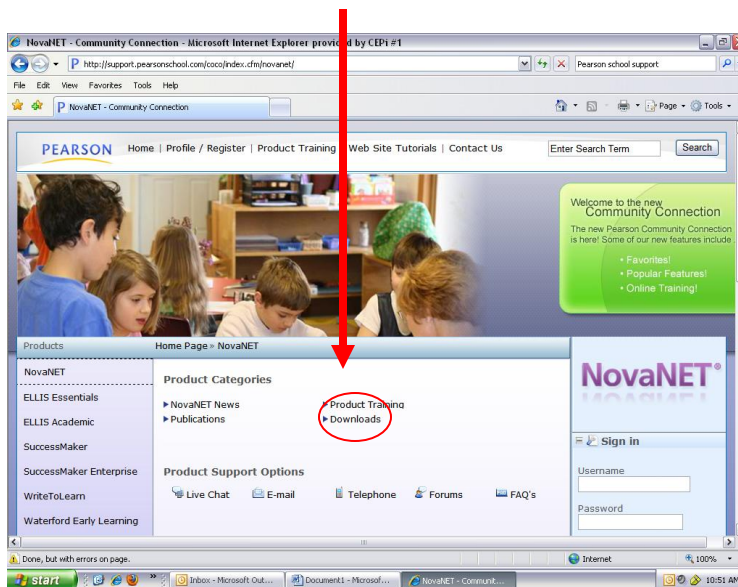 NovaNET - Community Connection - Microsoft Internet Explorer provided by CEPi #1
http://support.pearsonschool.com/coco/index.cfm/novanet/
Pearson school support
File Edit View Favorites Tools Help
NovaNET - Community Connection
Page Tools
PEARSON
Home | Profile / Register | Product Training | Web Site Tutorials | Contact Us
Enter Search Term
Search
Welcome to the new
Community Connection
The new Pearson Community Connection
is here! Some of our new features include
• Favorites!
• Popular Features!
• Online Training!
Products
Home Page » NovaNET
NovaNET
ELLIS Essentials
ELLIS Academic
SuccessMaker
SuccessMaker Enterprise
WriteToLearn
Waterford Early Learning
Product Categories
NovaNET News
Product Training
Publications
Downloads
Product Support Options
Live Chat
E-mail
Telephone
Forums
FAQ's
NovaNET®
Sign in
Username
Password
Done, but with errors on page.
Internet
100%
start
Inbox - Microsoft Out...
Document1 - Microsof...
NovaNET - Communit...
10:51 AM